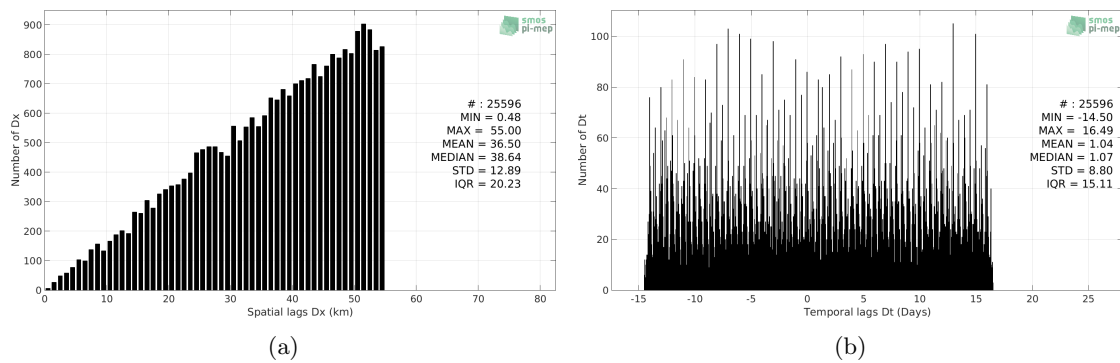 900
800
700
600
500
400
300
200
100
0
Number of Dx
0 10 20 30 40 50 60 70 80
Spatial lags Dx (km)
smos
pi-mep
# : 25596
MIN = 0.48
MAX = 55.00
MEAN = 36.50
MEDIAN = 38.64
STD = 12.89
IQR = 20.23
(a)
100
80
60
40
20
0
Number of Dt
-15 -10 -5 0 5 10 15 20 25
Temporal lags Dt (Days)
smos
pi-mep
# : 25596
MIN = -14.50
MAX = 16.49
MEAN = 1.04
MEDIAN = 1.07
STD = 8.80
IQR = 15.11
(b)